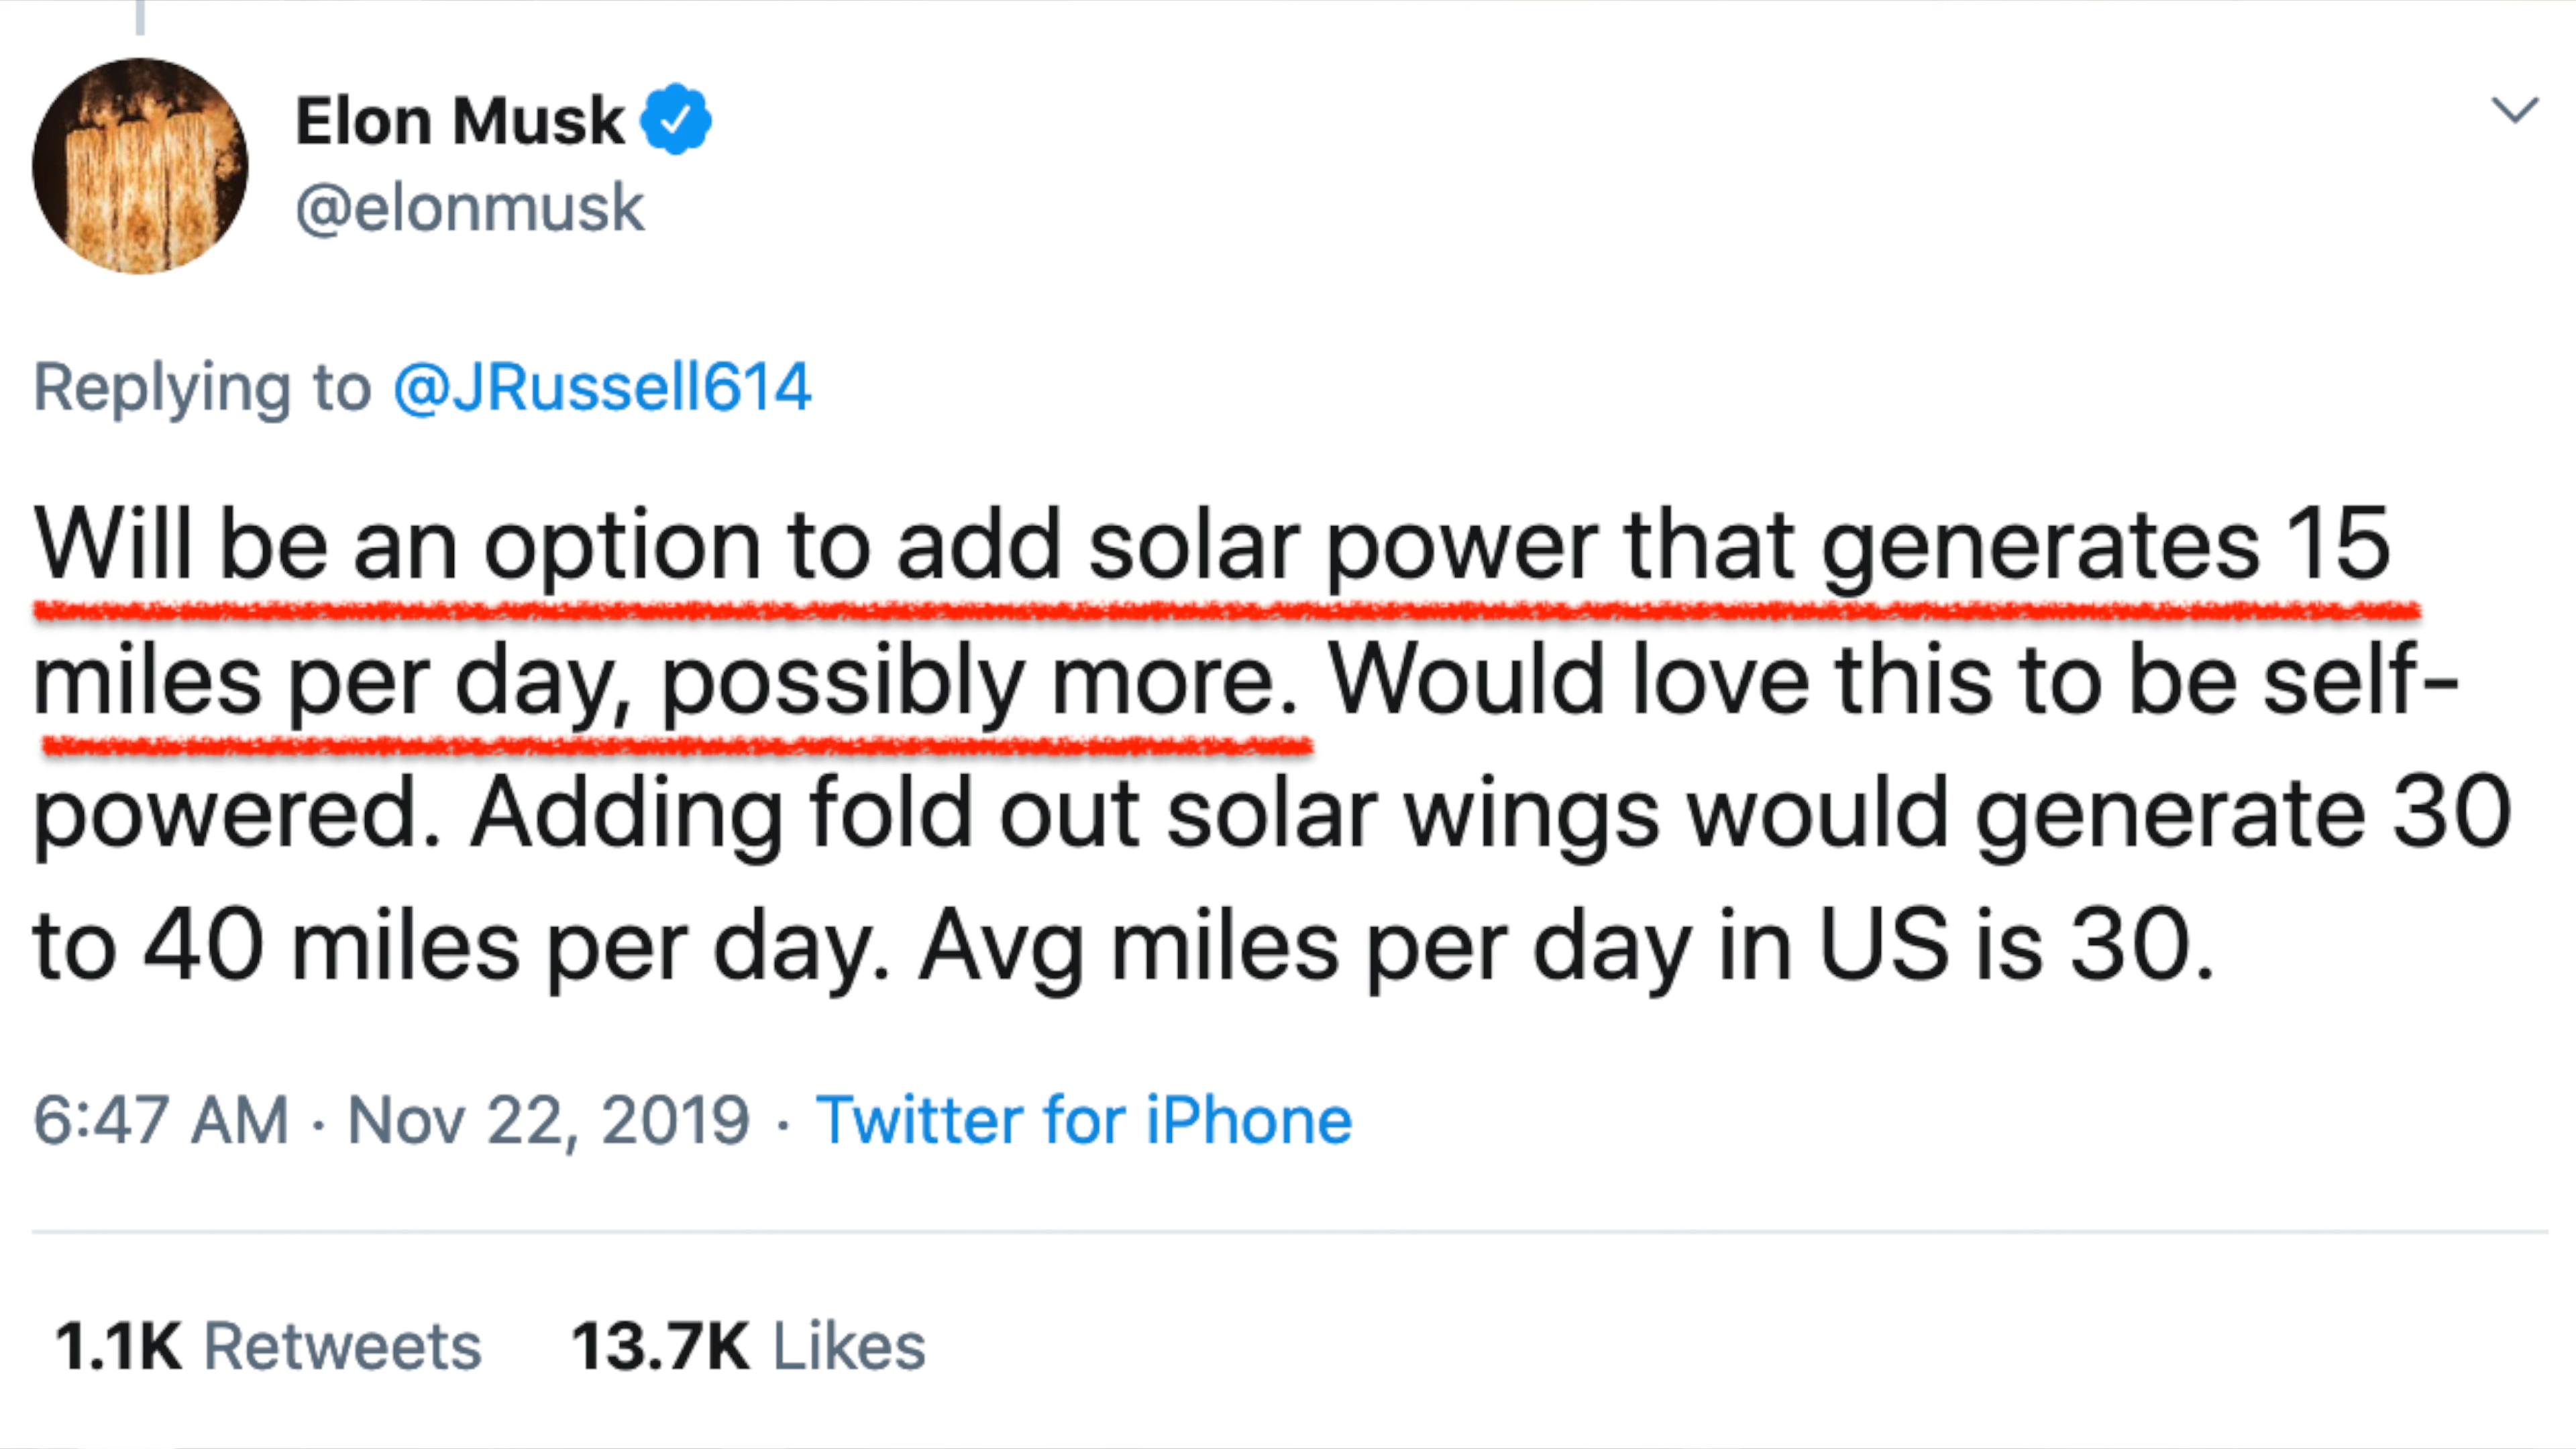 Elon Musk
@elonmusk
Replying to @JRussell614
Will be an option to add solar power that generates 15
miles per day, possibly more. Would love this to be self-
powered. Adding fold out solar wings would generate 30
to 40 miles per day. Avg miles per day in US is 30.
6:47 AM · Nov 22, 2019 · Twitter for iPhone
1.1K Retweets 13.7K Likes